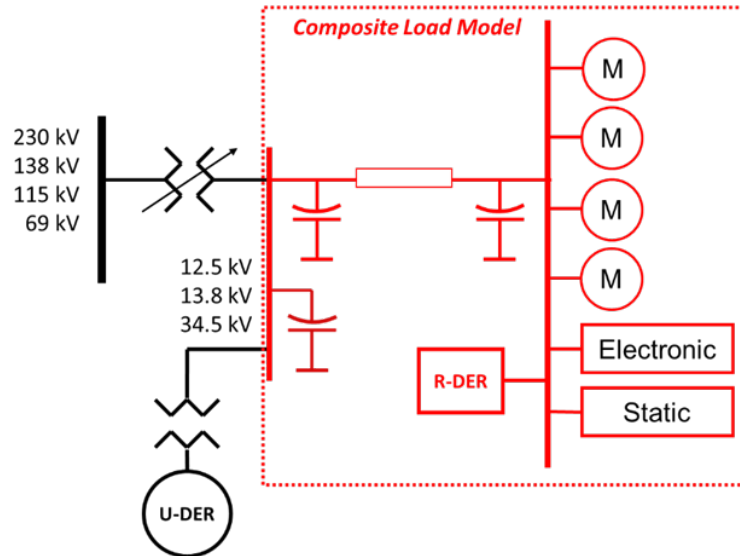 Composite Load Model
M
230 kV
138 kV
115 kV
69 kV
M
M
12.5 kV
13.8 kV
34.5 kV
M
Electronic
R-DER
Static
U-DER